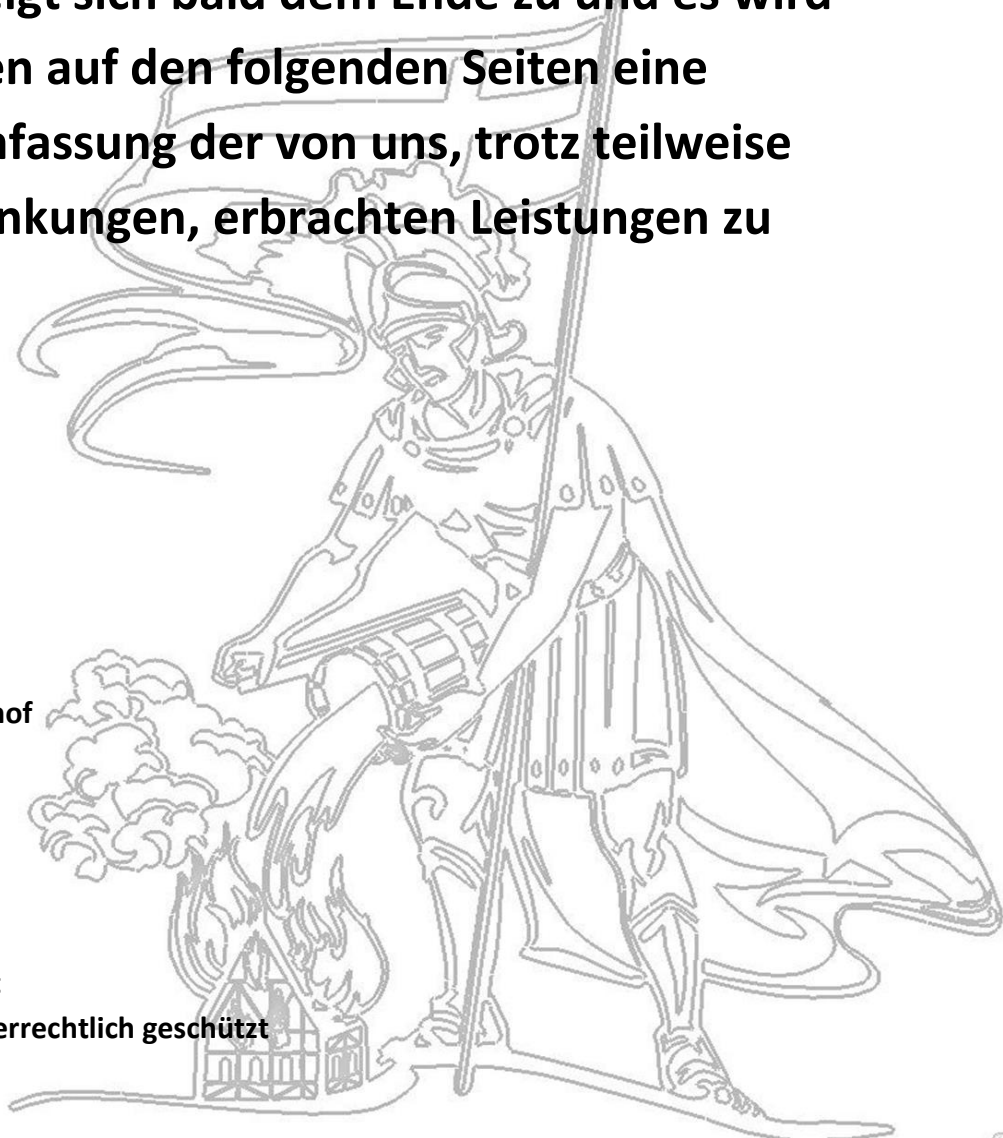 igt sich bald dem Ende zu und es wird
en auf den folgenden Seiten eine
nfassung der von uns, trotz teilweise
nkungen, erbrachten Leistungen zu
hof
errechtlich geschützt